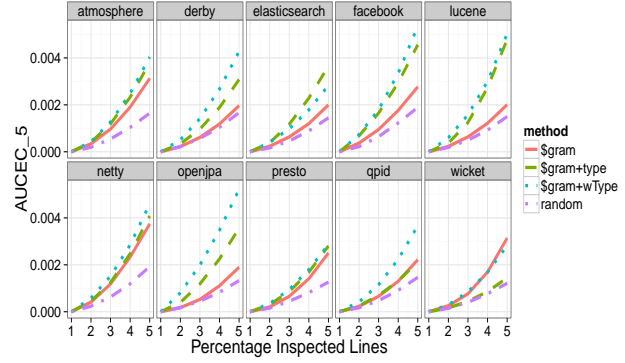 atmosphere derby elasticsearch facebook lucene
0.004
0.002
0.000
netty openjpa presto qpid wicket
0.004
0.002
0.000
1 2 3 4 5 1 2 3 4 5 1 2 3 4 5 1 2 3 4 5 1 2 3 4 5
Percentage Inspected Lines
AUCEC_5
method
$gram
$gram+type
$gram+wType
random